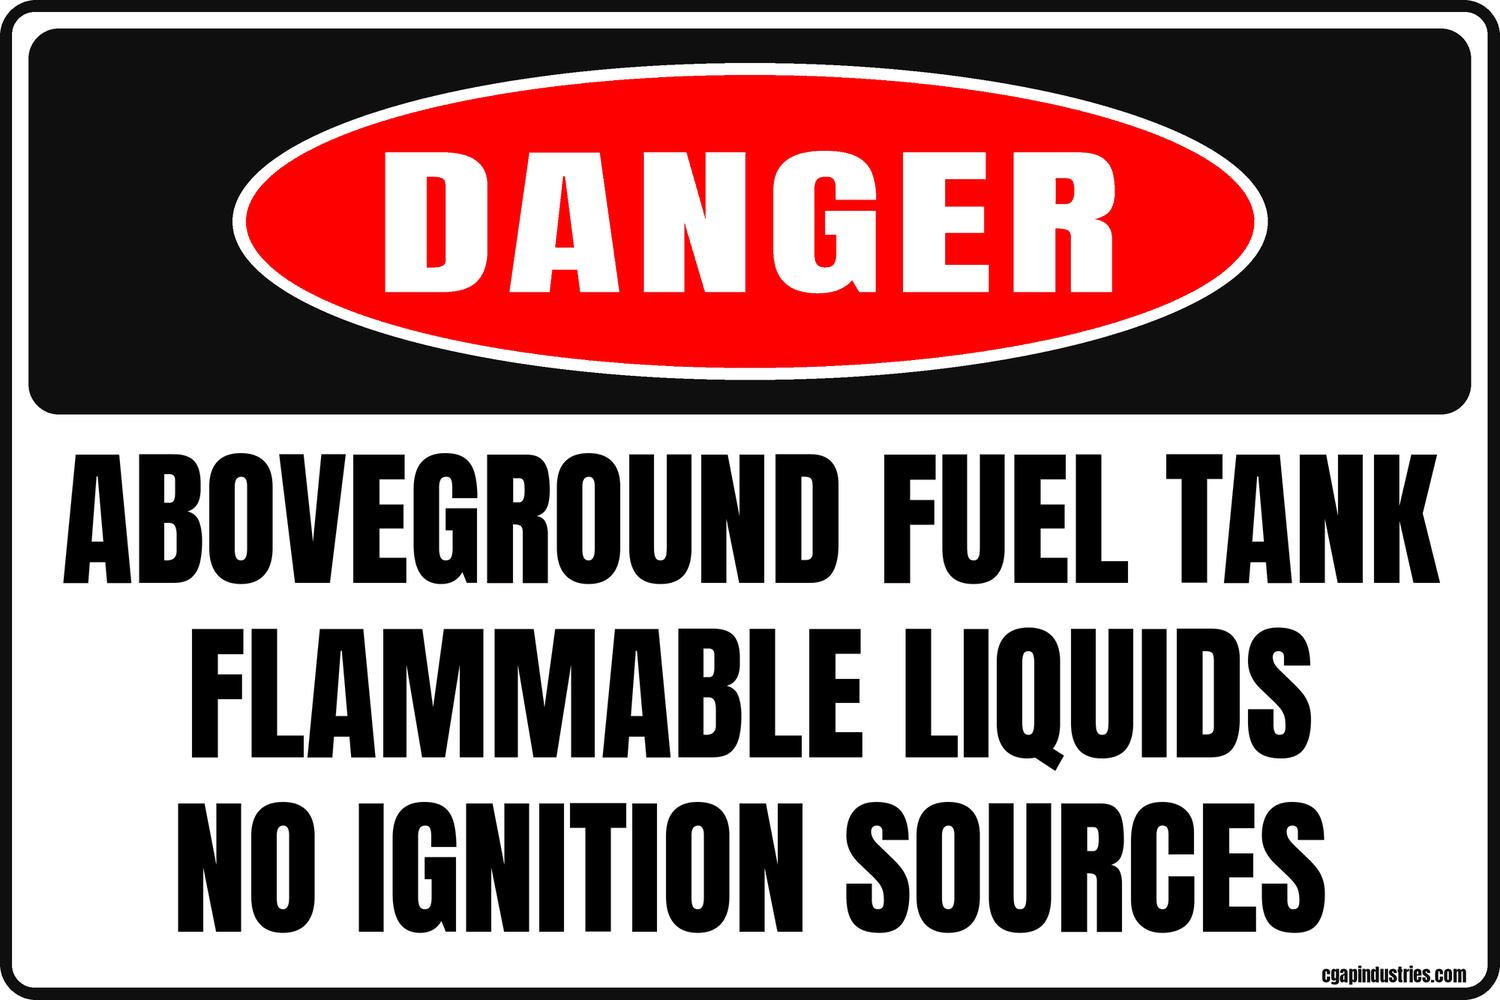 DANGER
ABOVEGROUND FUEL TANK
FLAMMABLE LIQUIDS
NO IGNITION SOURCES
cgapindustries.com